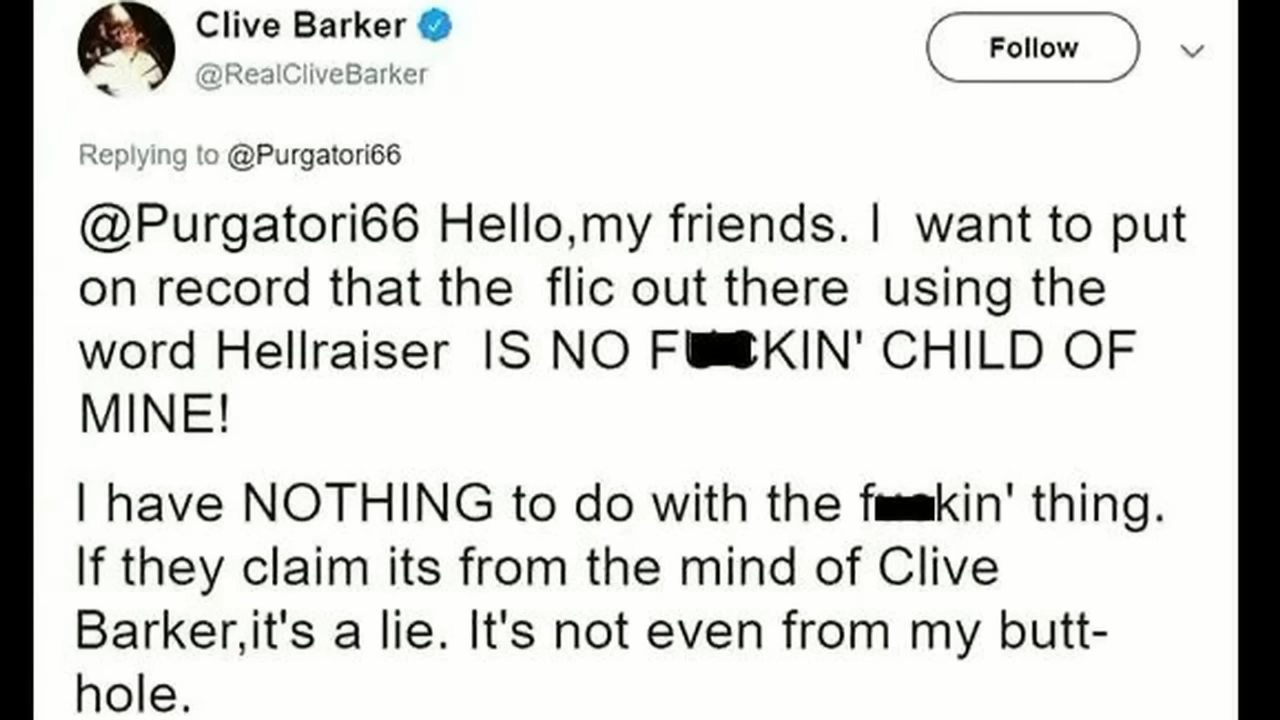 Clive Barker
@RealCliveBarker
Follow
Replying to @Purgatori66
@Purgatori66 Hello,my friends. I want to put
on record that the flic out there using the
word Hellraiser IS NO F KIN' CHILD OF
MINE!
I have NOTHING to do with the f kin' thing.
If they claim its from the mind of Clive
Barker,it's a lie. It's not even from my butt-
hole.